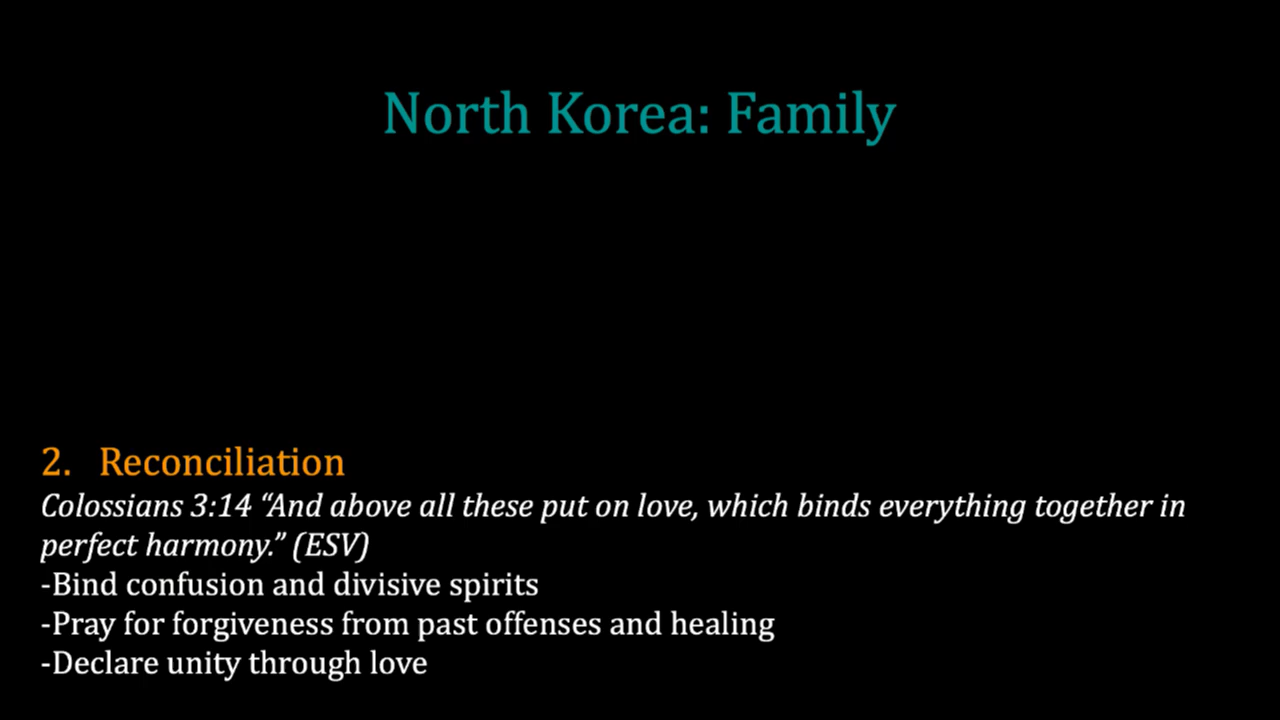 North Korea: Family
2. Reconciliation
Colossians 3:14 “And above all these put on love, which binds everything together in
perfect harmony.” (ESV)
-Bind confusion and divisive spirits
-Pray for forgiveness from past offenses and healing
-Declare unity through love